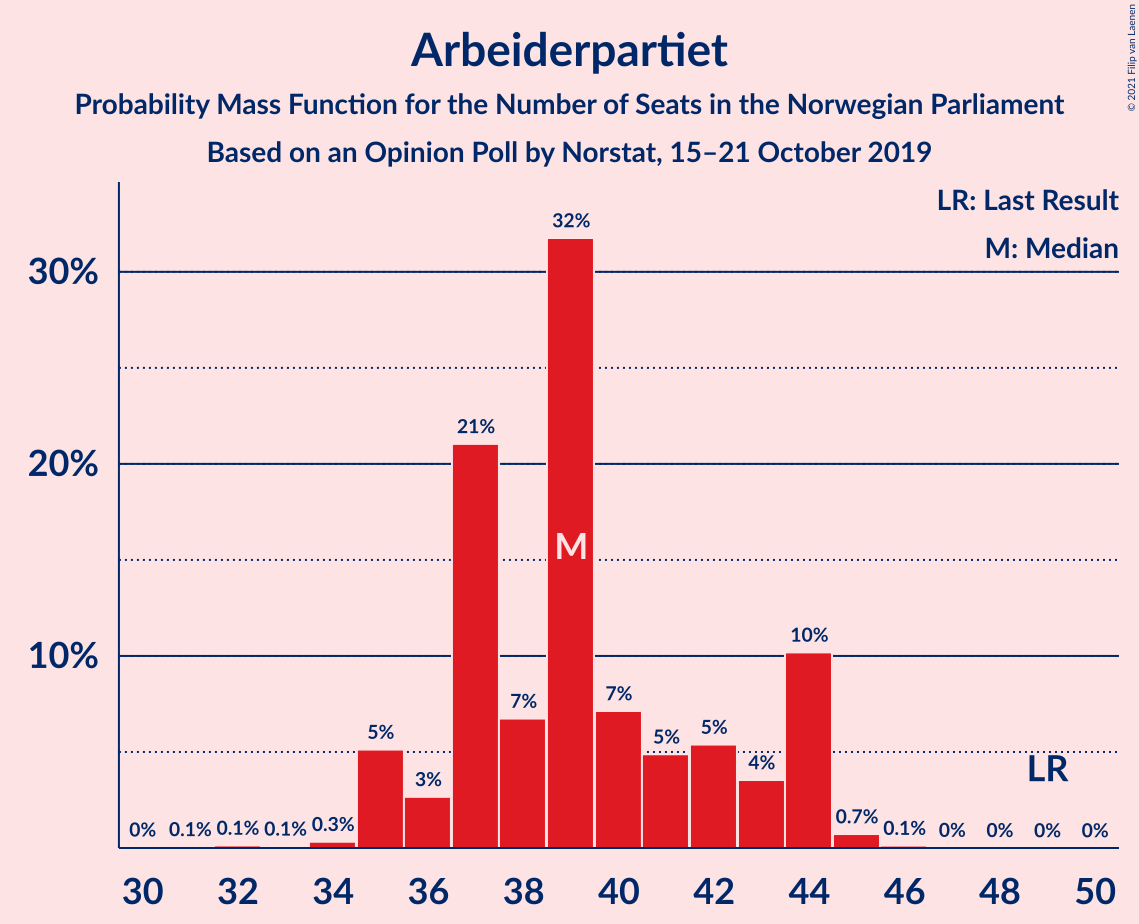 Arbeiderpartiet
Probability Mass Function for the Number of Seats in the Norwegian Parliament
Based on an Opinion Poll by Norstat, 15–21 October 2019
© 2021 Filip van Laenen
LR: Last Result
M: Median
30%
20%
10%
0% 0.1% 0.1% 0.1% 0.3% 5% 3% 21% 7% 32% 7% 5% 5% 4% 10% 0.7% 0.1% 0% 0% 0% 0%
M
LR
30 32 34 36 38 40 42 44 46 48 50